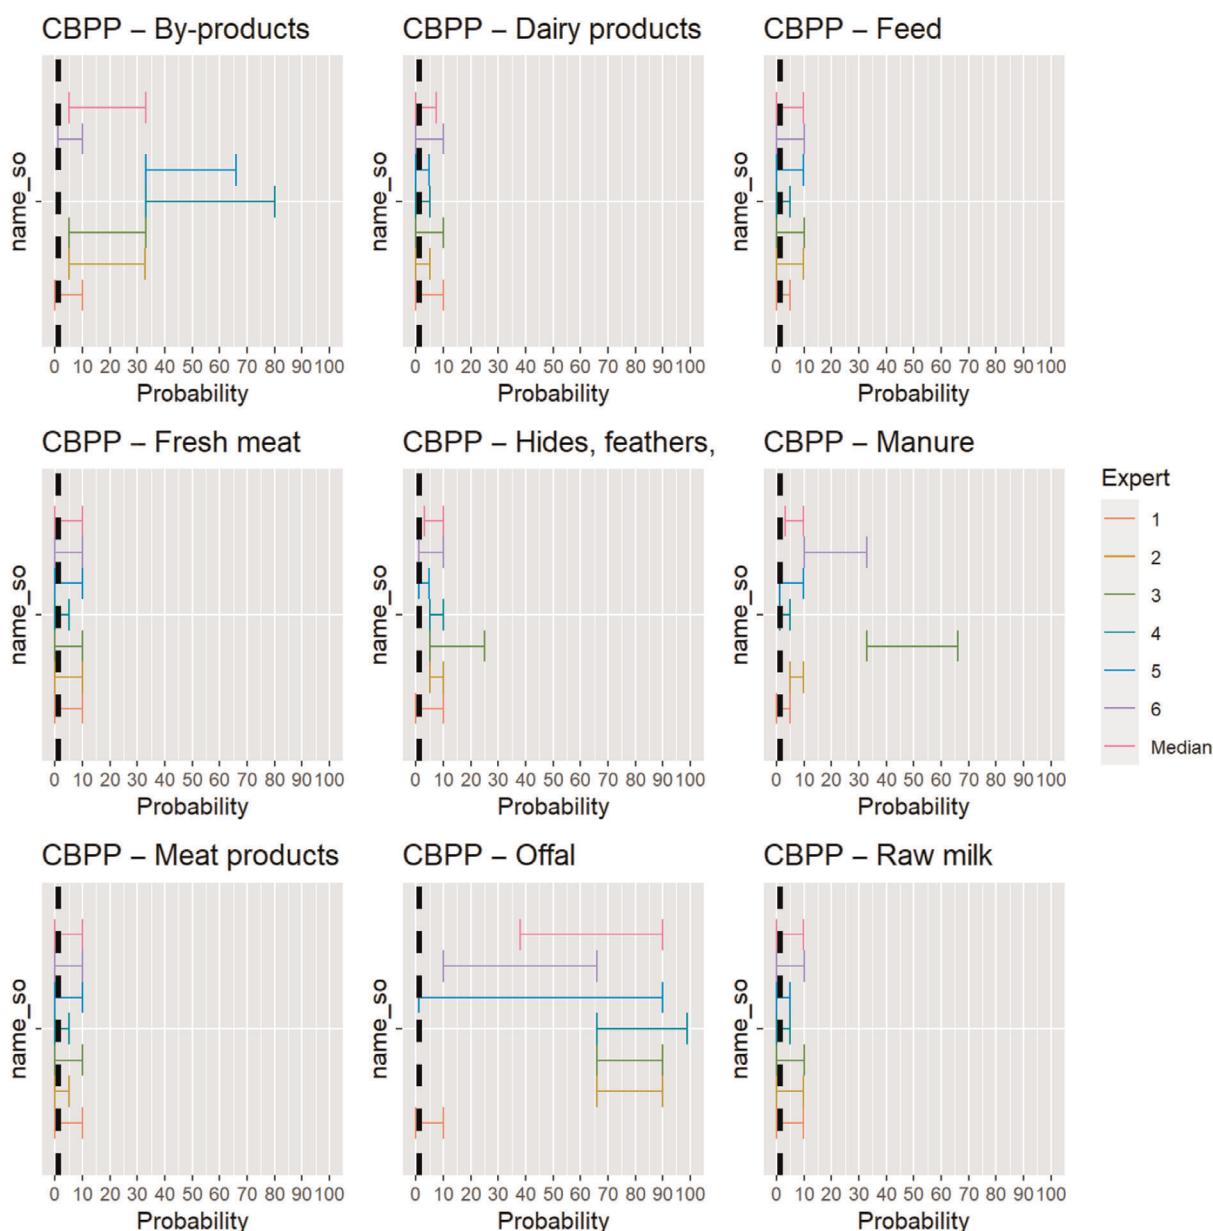 CBPP – By-products
CBPP – Dairy products
CBPP – Feed
name_so
name_so
name_so
0 10 20 30 40 50 60 70 80 90 100
0 10 20 30 40 50 60 70 80 90 100
0 10 20 30 40 50 60 70 80 90 100
Probability
Probability
Probability
CBPP – Fresh meat
CBPP – Hides, feathers,
CBPP – Manure
name_so
name_so
name_so
0 10 20 30 40 50 60 70 80 90 100
0 10 20 30 40 50 60 70 80 90 100
0 10 20 30 40 50 60 70 80 90 100
Probability
Probability
Probability
Expert
1
2
3
4
5
6
Median
CBPP – Meat products
CBPP – Offal
CBPP – Raw milk
name_so
name_so
name_so
0 10 20 30 40 50 60 70 80 90 100
0 10 20 30 40 50 60 70 80 90 100
0 10 20 30 40 50 60 70 80 90 100
Probability
Probability
Probability